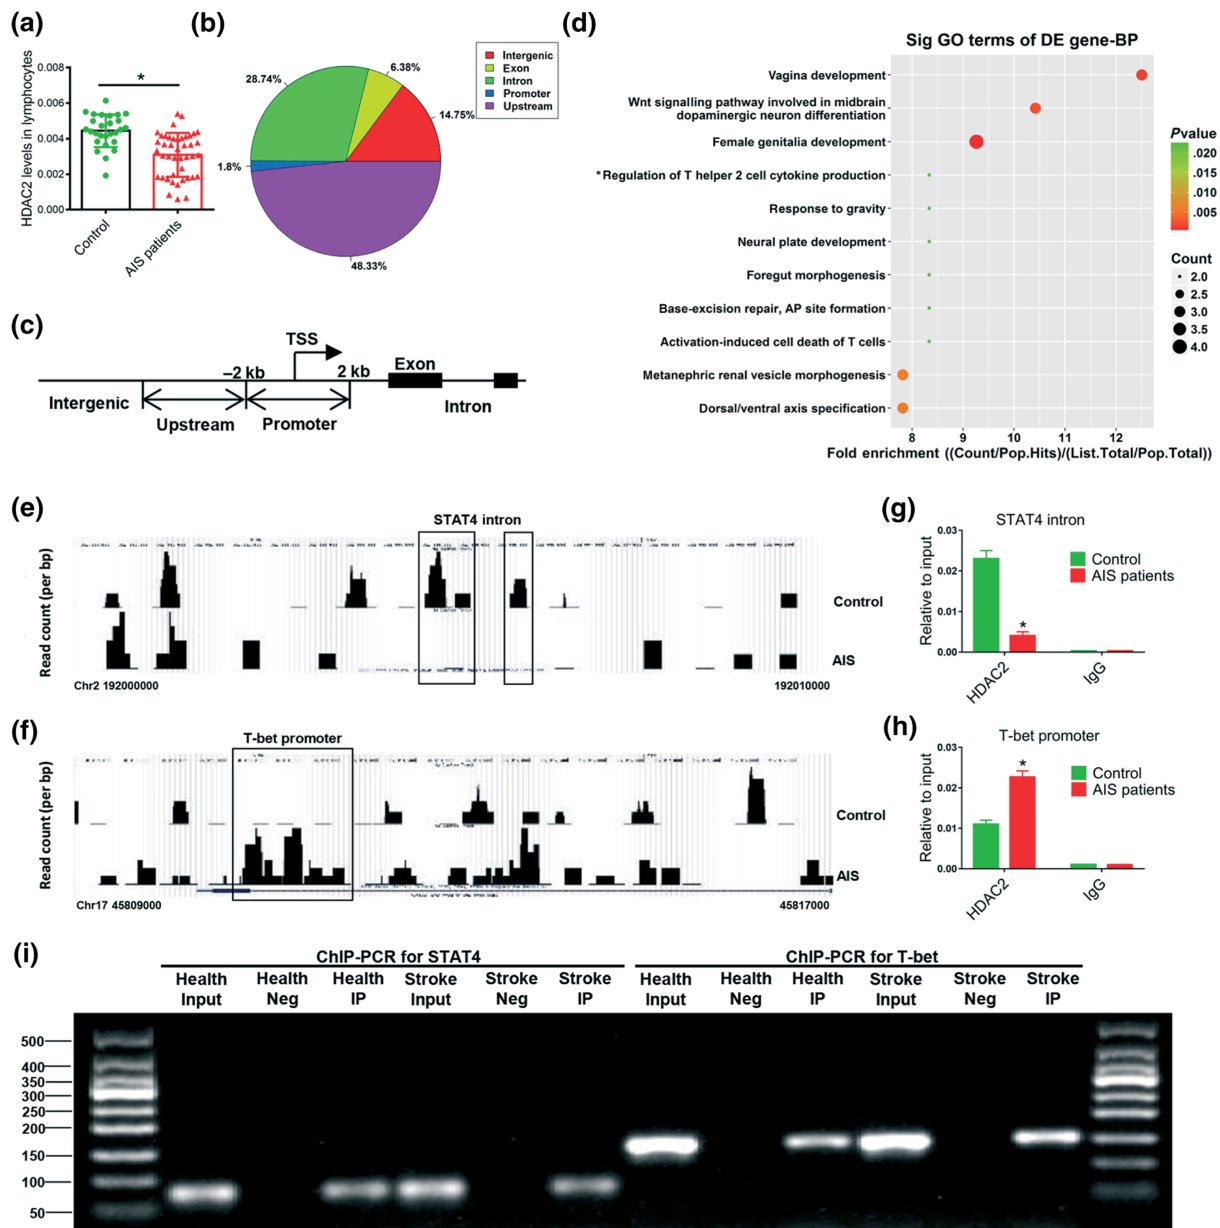 (a)
HDAC2 levels in lymphocytes
0.008
0.006
0.004
0.002
0.000
*
Control
AIS patients
(b)
28.74%
6.38%
14.75%
1.8%
48.33%
Intergenic
Exon
Intron
Promoter
Upstream
(c)
TSS
–2 kb
2 kb
Exon
Intergenic
Upstream
Promoter
Intron
(d)
Sig GO terms of DE gene-BP
Vagina development
Wnt signalling pathway involved in midbrain
dopaminergic neuron differentiation
Female genitalia development
*Regulation of T helper 2 cell cytokine production
Response to gravity
Neural plate development
Foregut morphogenesis
Base-excision repair, AP site formation
Activation-induced cell death of T cells
Metanephric renal vesicle morphogenesis
Dorsal/ventral axis specification
8 9 10 11 12
Fold enrichment ((Count/Pop.Hits)/(List.Total/Pop.Total))
Pvalue
.020
.015
.010
.005
Count
2.0
2.5
3.0
3.5
4.0
(e)
STAT4 intron
Read count (per bp)
Control
AIS
Chr2 192000000
192010000
(f)
T-bet promoter
Read count (per bp)
Control
AIS
Chr17 45809000
45817000
(g)
STAT4 intron
Relative to input
0.03
0.02
0.01
0.00
*
Control
AIS patients
HDAC2
IgG
(h)
T-bet promoter
Relative to input
0.03
0.02
0.01
0.00
*
Control
AIS patients
HDAC2
IgG
(i)
ChIP-PCR for STAT4
ChIP-PCR for T-bet
Health Health Health Stroke Stroke Stroke Health Health Health Stroke Stroke Stroke
Input Neg IP Input Neg IP Input Neg IP Input Neg IP
500
400
350
300
250
200
150
100
50